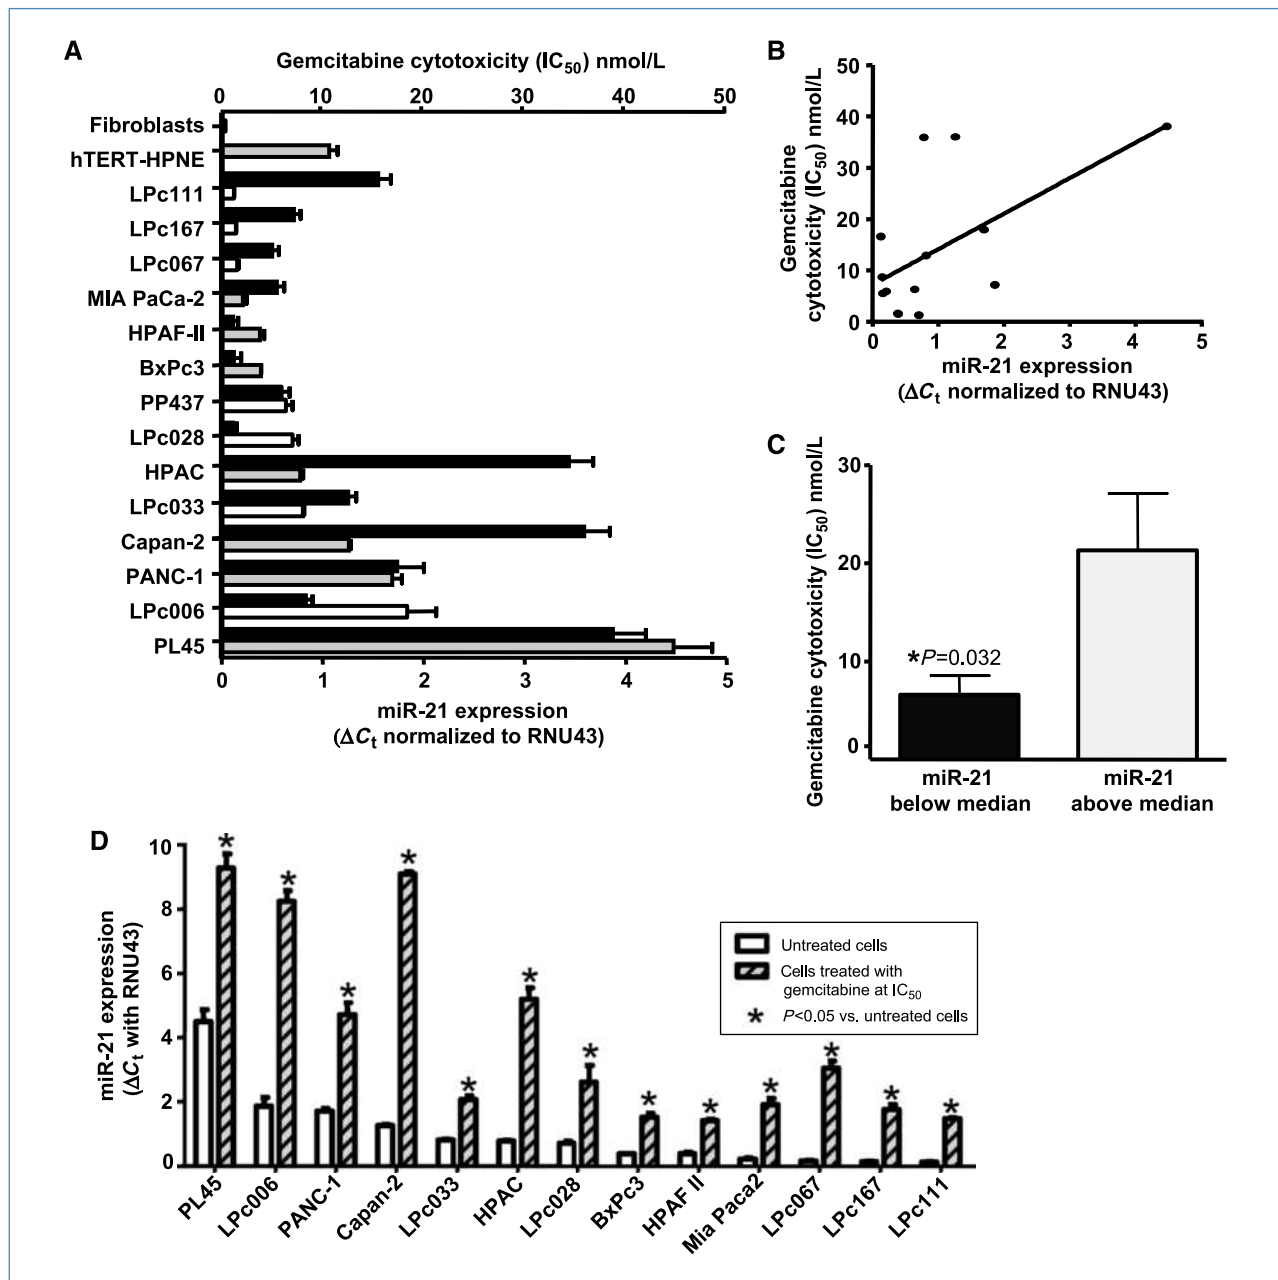 A
Gemcitabine cytotoxicity (IC50) nmol/L
0 10 20 30 40 50
Fibroblasts
hTERT-HPNE
LPc111
LPc167
LPc067
MIA PaCa-2
HPAF-II
BxPc3
PP437
LPc028
HPAC
LPc033
Capan-2
PANC-1
LPc006
PL45
0 1 2 3 4 5
miR-21 expression
(ΔCt normalized to RNU43)
B
Gemcitabine
cytotoxicity (IC50) nmol/L
50
40
30
20
10
0
0 1 2 3 4 5
miR-21 expression
(ΔCt normalized to RNU43)
C
Gemcitabine cytotoxicity (IC50) nmol/L
30
20
10
0
*P=0.032
miR-21
below median
miR-21
above median
D
miR-21 expression
(ΔCt with RNU43)
10
8
6
4
2
0
* * * * * * * * * * * * *
PL45
LPc006
PANC-1
Capan-2
LPc033
HPAC
LPc028
BxPc3
HPAF II
Mia Paca2
LPc067
LPc167
LPc111
Untreated cells
Cells treated with
gemcitabine at IC50
* P<0.05 vs. untreated cells